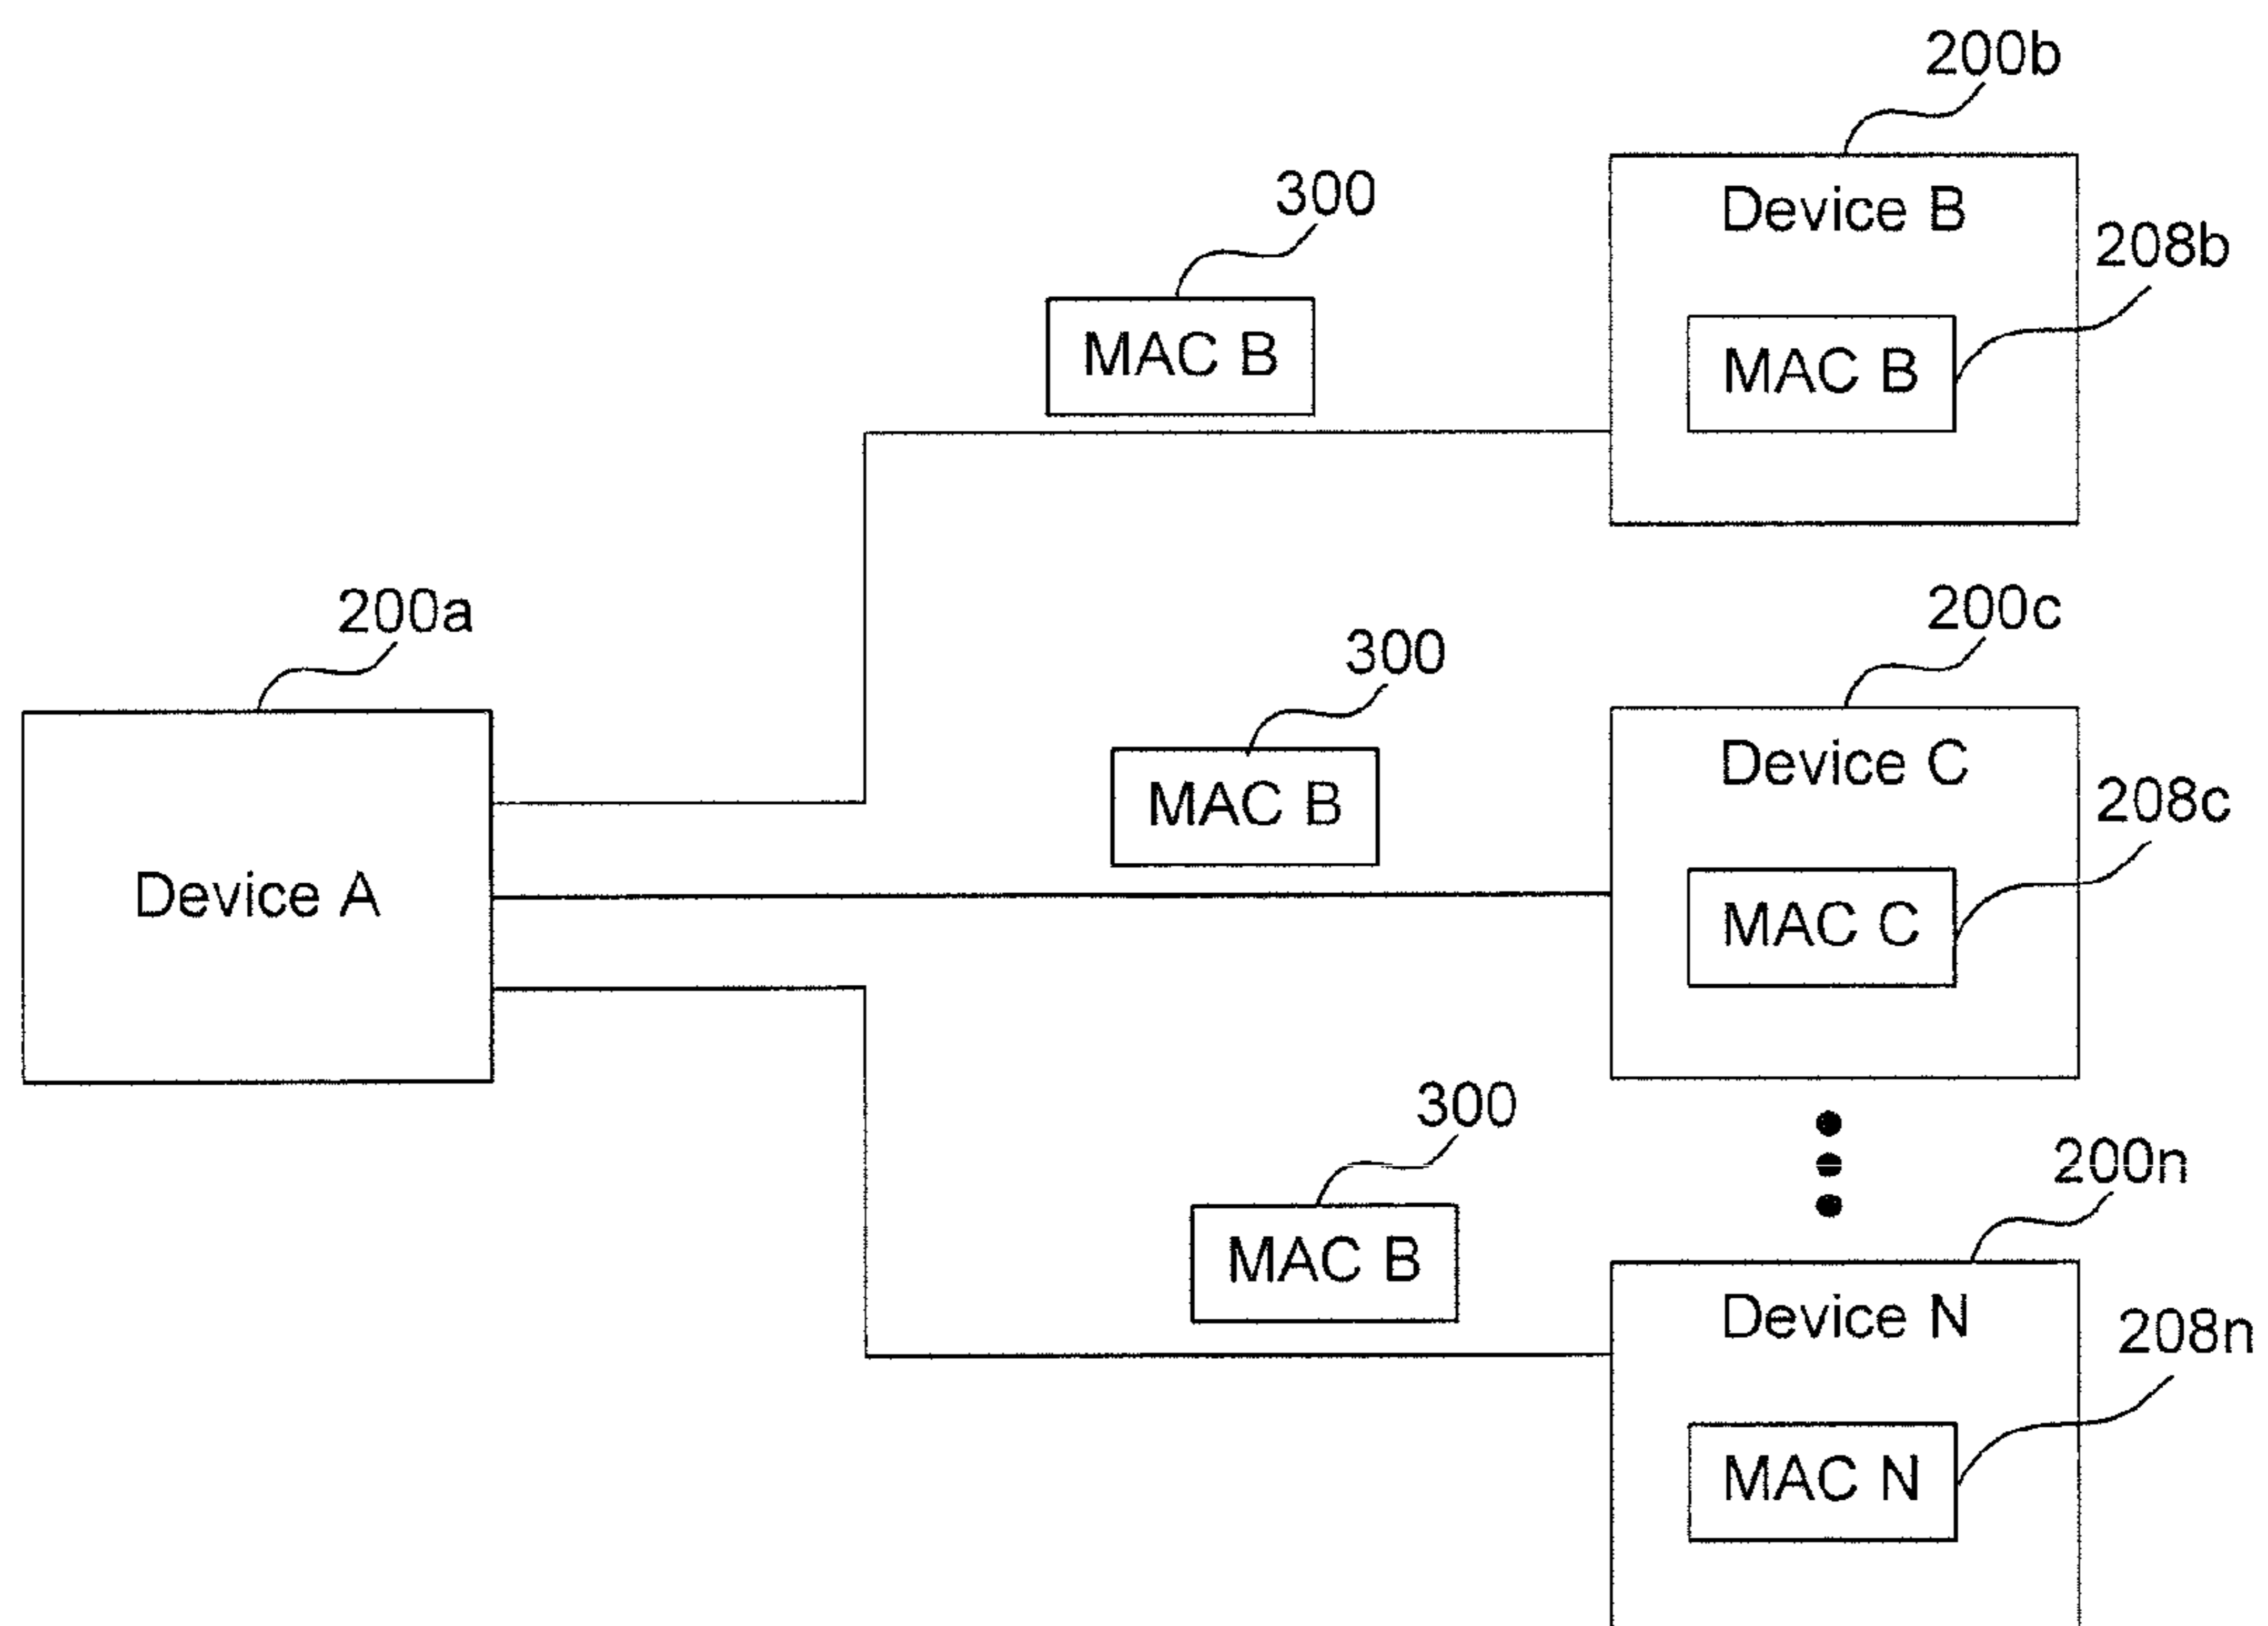 200b
300
Device B
208b
MAC B
MAC B
200a
300
200c
Device C
MAC B
208c
Device A
MAC C
300
200n
MAC B
Device N
208n
MAC N